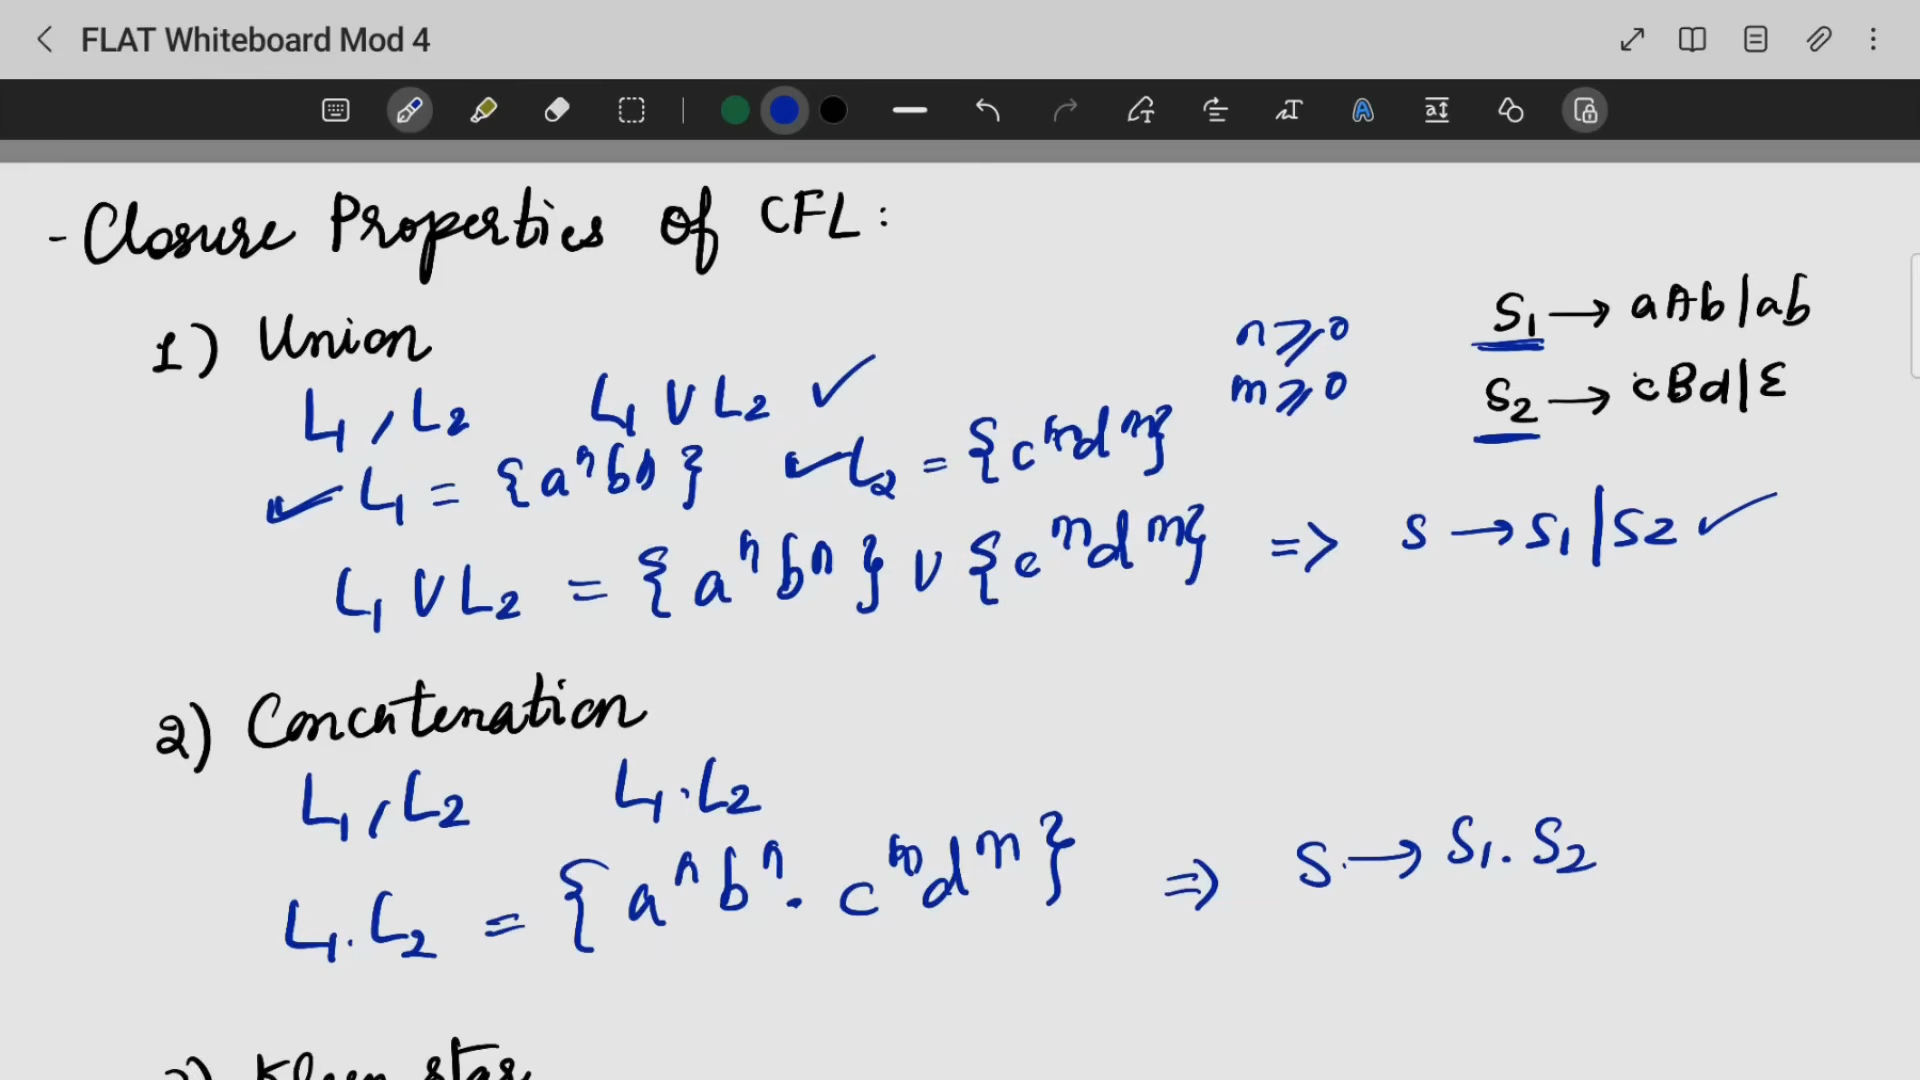 FLAT Whiteboard Mod 4
- Closure Properties of CFL :
1) Union
n ⩾ 0
m ⩾ 0
S₁ → aAb | ab
S₂ → cBd | ε
L₁ , L₂ L₁ ∪ L₂ ✓
✓ L₁ = {aⁿbⁿ} ✓ L₂ = {cᵐdᵐ}
L₁ ∪ L₂ = {aⁿbⁿ} ∪ {cᵐdᵐ} => S → S₁ | S₂ ✓
2) Concatenation
L₁ , L₂ L₁ . L₂
L₁ . L₂ = {aⁿbⁿ . cᵐdᵐ} => S → S₁ . S₂